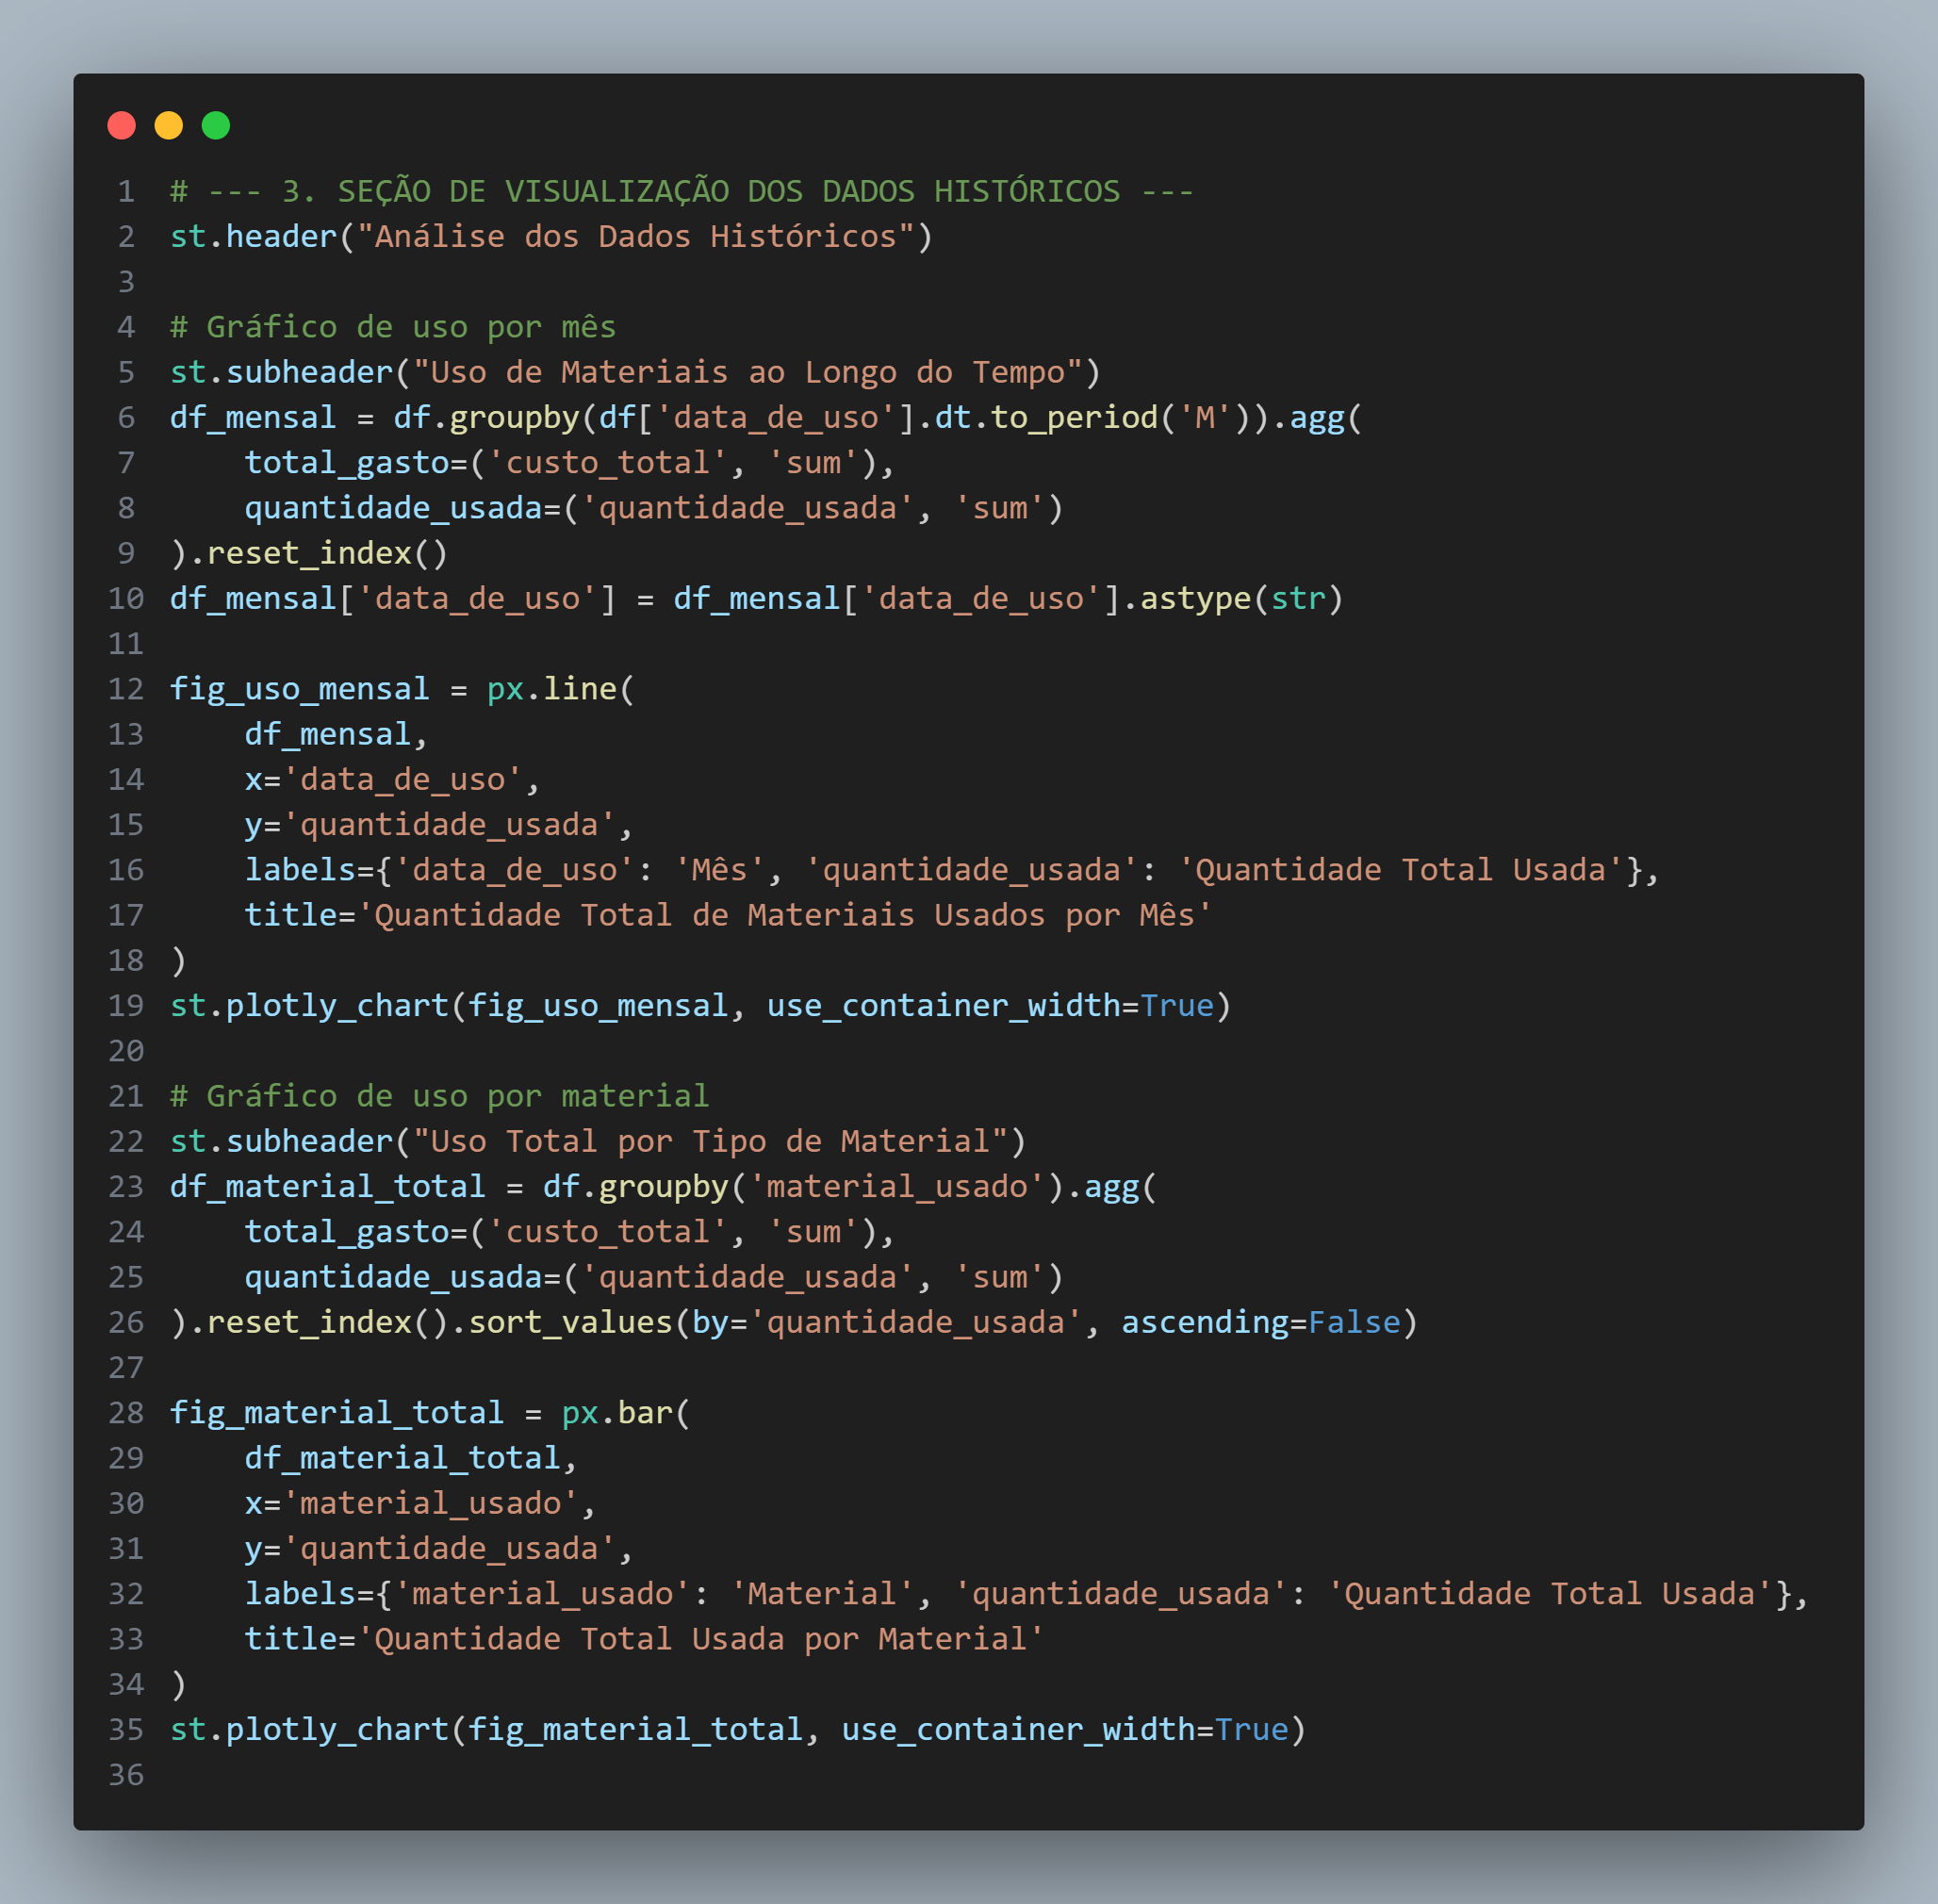 1 # --- 3. SEÇÃO DE VISUALIZAÇÃO DOS DADOS HISTÓRICOS ---
2 st.header("Análise dos Dados Históricos")
3
4 # Gráfico de uso por mês
5 st.subheader("Uso de Materiais ao Longo do Tempo")
6 df_mensal = df.groupby(df['data_de_uso'].dt.to_period('M')).agg(
7     total_gasto=('custo_total', 'sum'),
8     quantidade_usada=('quantidade_usada', 'sum')
9 ).reset_index()
10 df_mensal['data_de_uso'] = df_mensal['data_de_uso'].astype(str)
11
12 fig_uso_mensal = px.line(
13     df_mensal,
14     x='data_de_uso',
15     y='quantidade_usada',
16     labels={'data_de_uso': 'Mês', 'quantidade_usada': 'Quantidade Total Usada'},
17     title='Quantidade Total de Materiais Usados por Mês'
18 )
19 st.plotly_chart(fig_uso_mensal, use_container_width=True)
20
21 # Gráfico de uso por material
22 st.subheader("Uso Total por Tipo de Material")
23 df_material_total = df.groupby('material_usado').agg(
24     total_gasto=('custo_total', 'sum'),
25     quantidade_usada=('quantidade_usada', 'sum')
26 ).reset_index().sort_values(by='quantidade_usada', ascending=False)
27
28 fig_material_total = px.bar(
29     df_material_total,
30     x='material_usado',
31     y='quantidade_usada',
32     labels={'material_usado': 'Material', 'quantidade_usada': 'Quantidade Total Usada'},
33     title='Quantidade Total Usada por Material'
34 )
35 st.plotly_chart(fig_material_total, use_container_width=True)
36